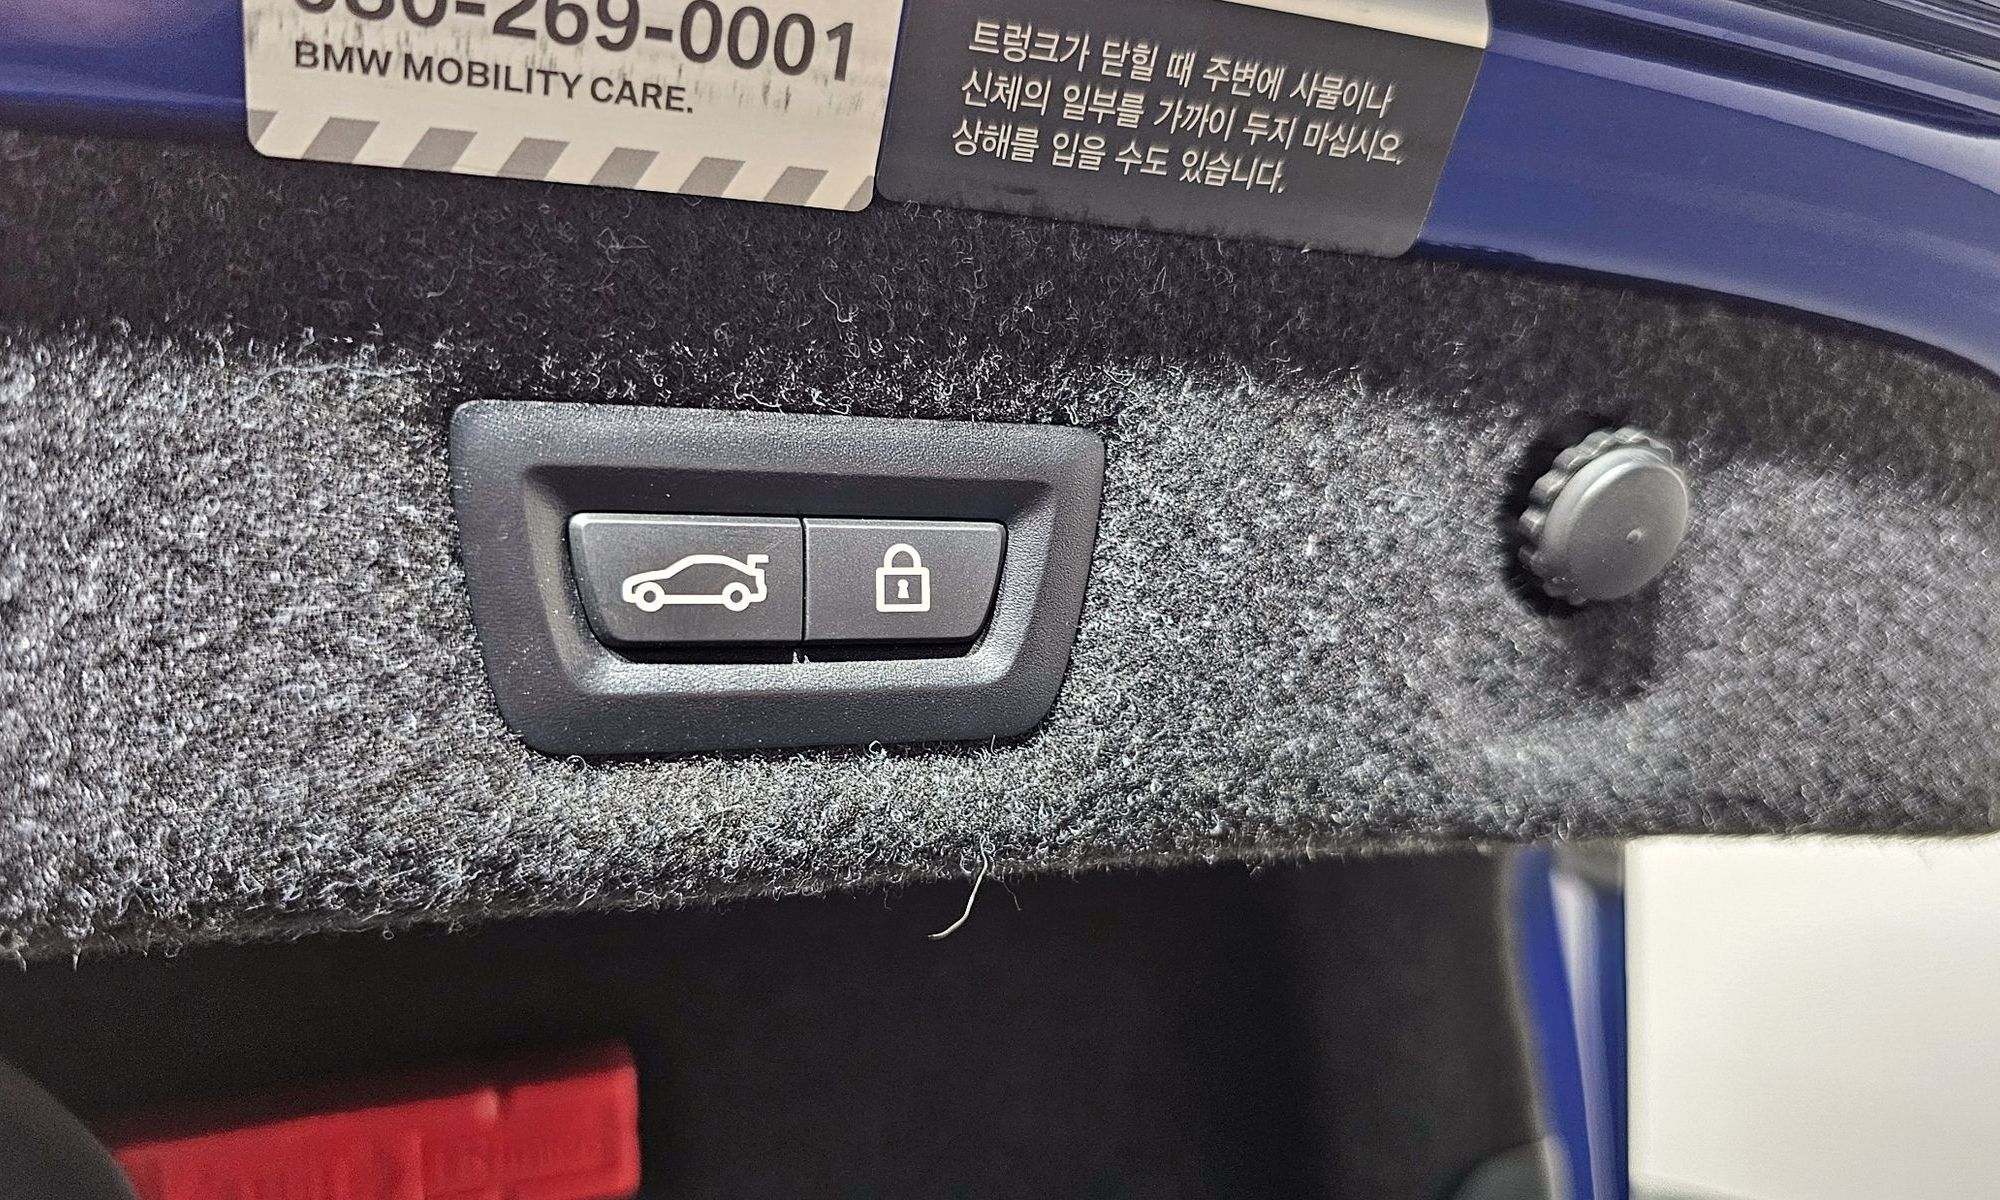 080-269-0001
BMW MOBILITY CARE.
트렁크가 닫힐 때 주변에 사물이나
신체의 일부를 가까이 두지 마십시오.
상해를 입을 수도 있습니다.